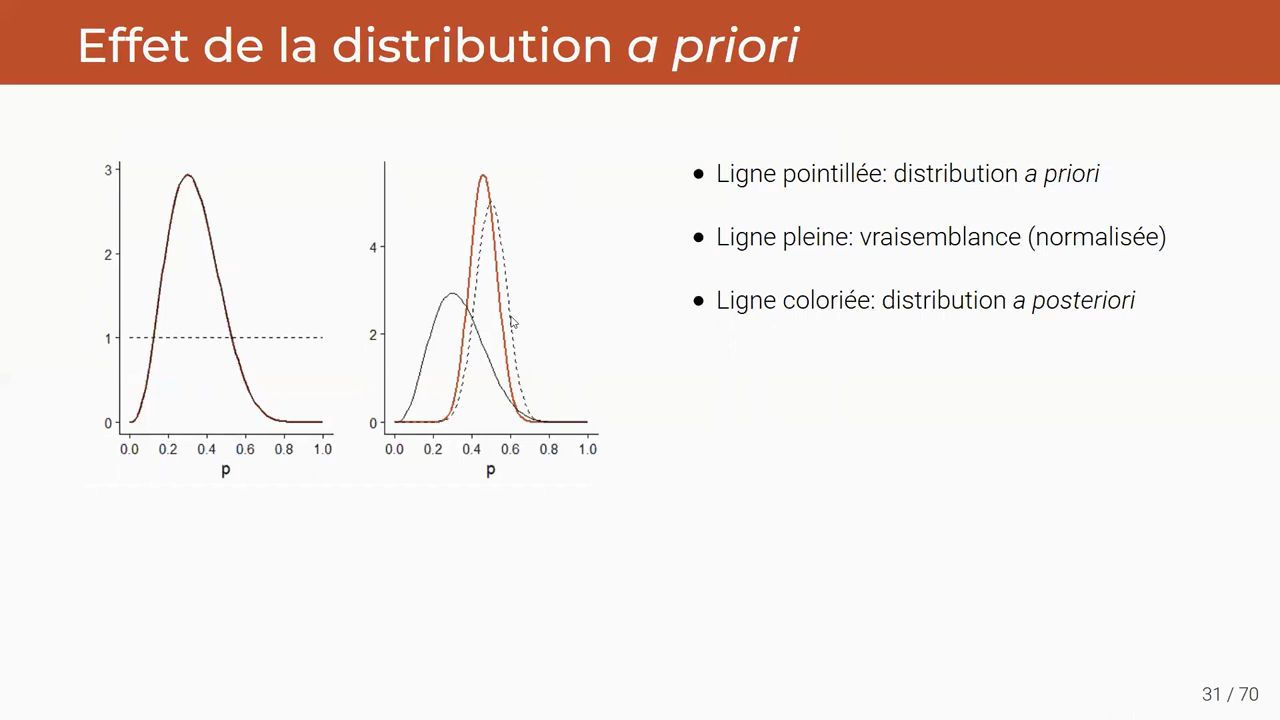 Effet de la distribution a priori
3
2
1
0
0.0 0.2 0.4 0.6 0.8 1.0
p
4
2
0
0.0 0.2 0.4 0.6 0.8 1.0
p
● Ligne pointillée: distribution a priori
● Ligne pleine: vraisemblance (normalisée)
● Ligne coloriée: distribution a posteriori
31 / 70